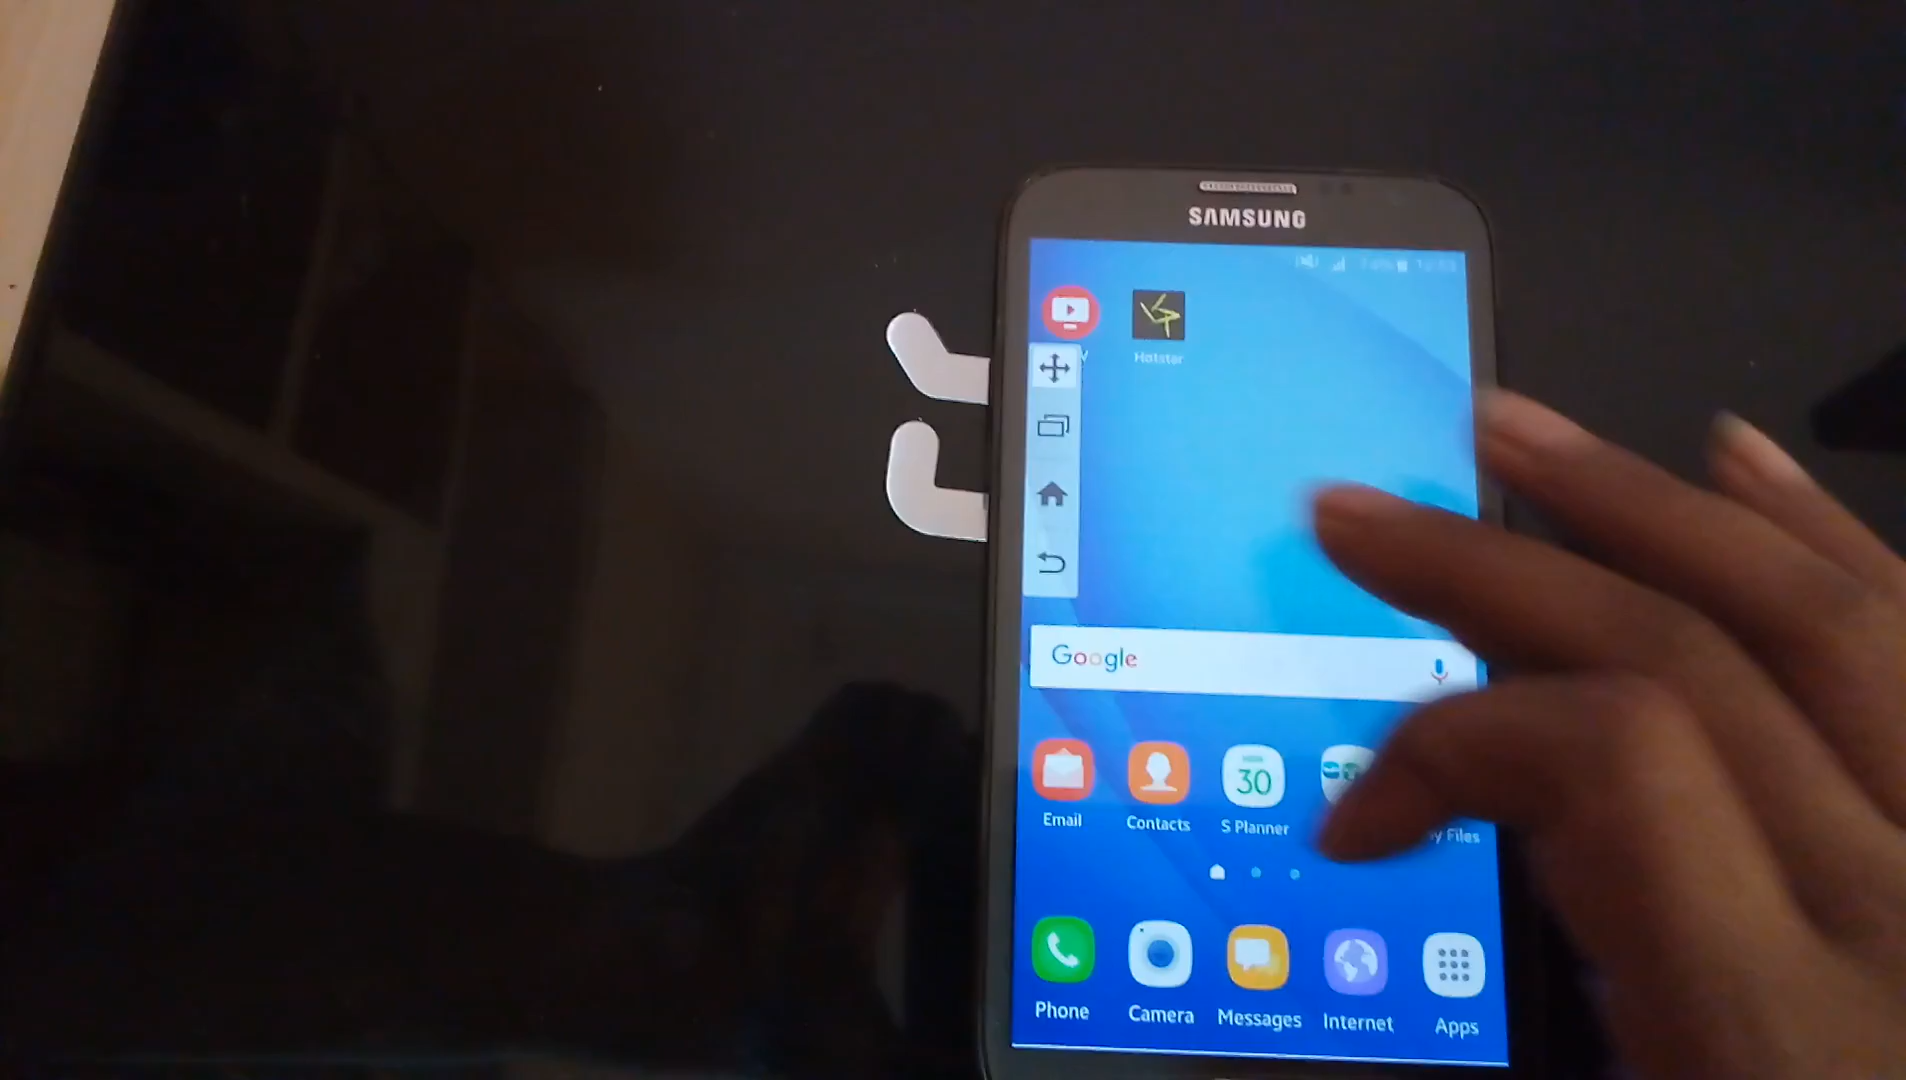 SAMSUNG
Hotstar
Google
30
Email
Contacts
S Planner
y Files
Phone
Camera
Messages
Internet
Apps